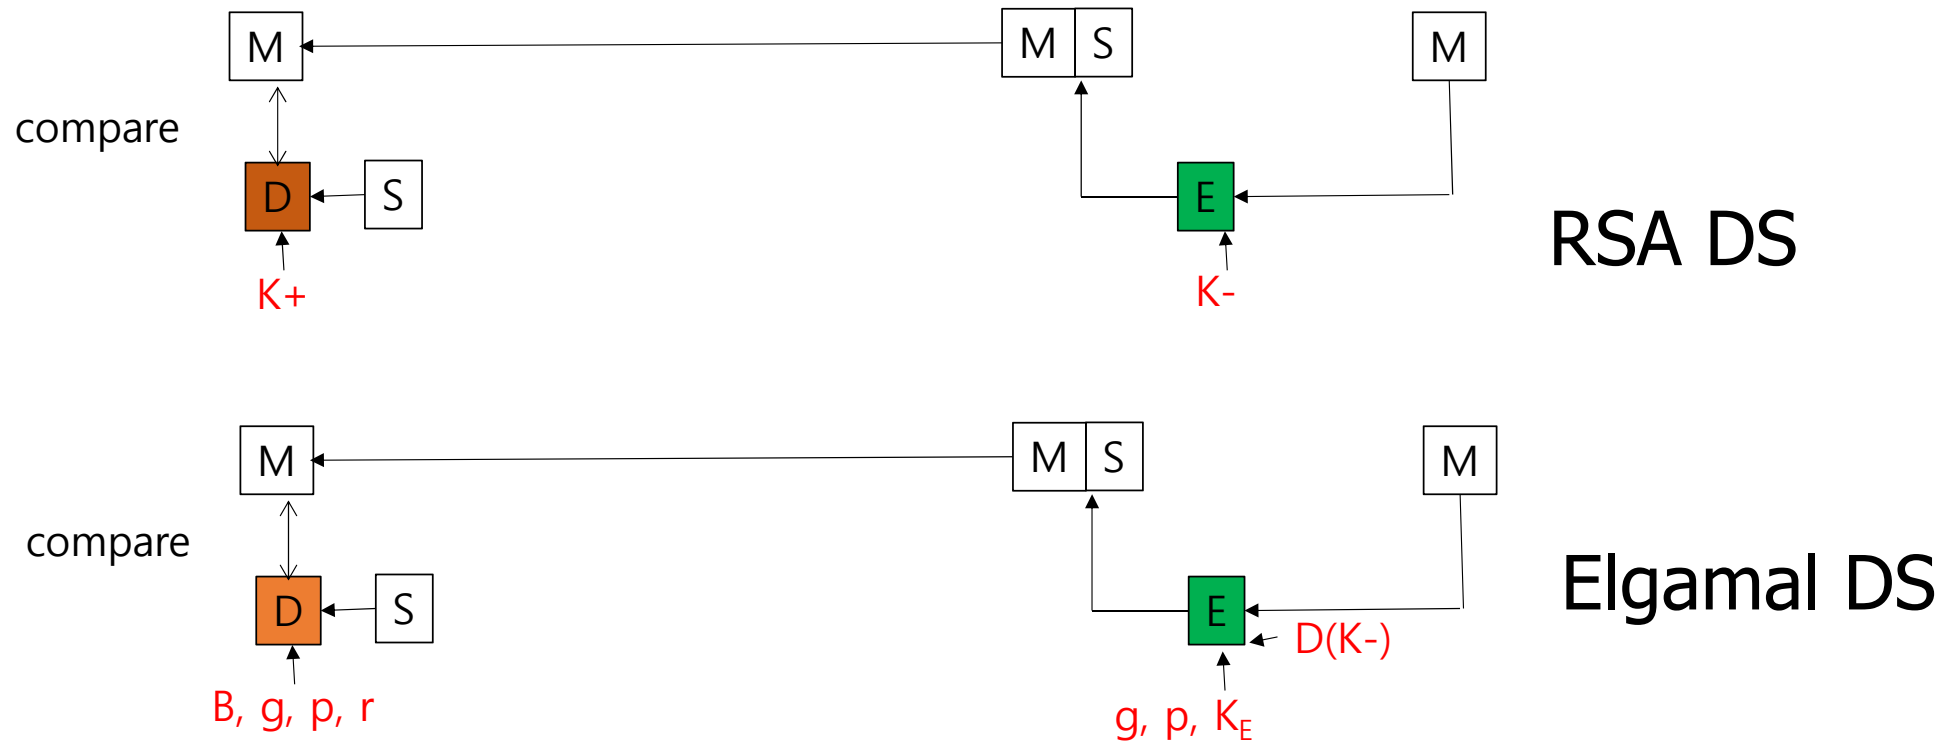 M
M S
M
compare
D
S
E
K+
K-
RSA DS
M
M S
M
compare
D
S
E
D(K-)
B, g, p, r
g, p, KE
Elgamal DS